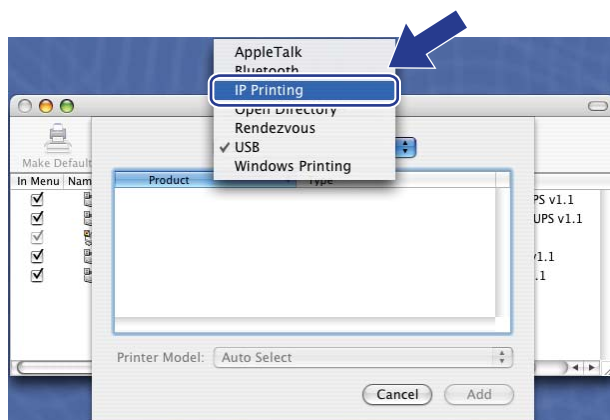 AppleTalk
Bluetooth
IP Printing
Open Directory
Rendezvous
✓ USB
Windows Printing
Make Default
In Menu Nam
Product Type
PS v1.1
UPS v1.1
v1.1
.1
Printer Model: Auto Select
Cancel Add